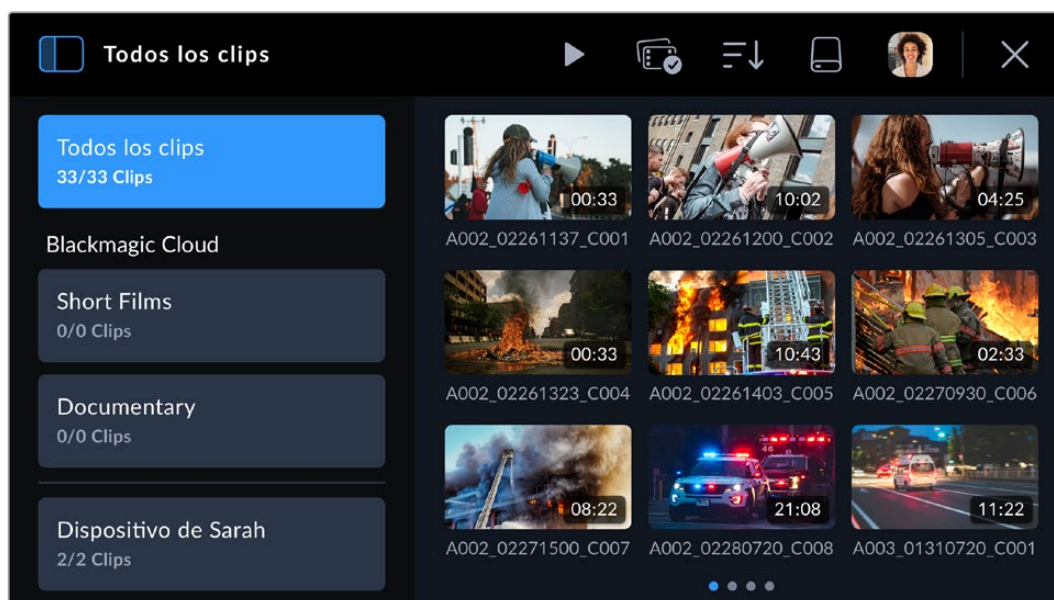 Todos los clips
Todos los clips
33/33 Clips
Blackmagic Cloud
Short Films
0/0 Clips
Documentary
0/0 Clips
Dispositivo de Sarah
2/2 Clips
00:33
10:02
04:25
A002_02261137_C001
A002_02261200_C002
A002_02261305_C003
00:33
10:43
02:33
A002_02261323_C004
A002_02261403_C005
A002_02270930_C006
08:22
21:08
11:22
A002_02271500_C007
A002_02280720_C008
A003_01310720_C001